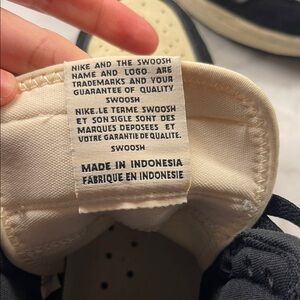 NIKE AND THE SWOOSH
NAME AND LOGO ARE
TRADEMARKS AND YOUR
GUARANTEE OF QUALITY
SWOOSH
NIKE.LE TERME SWOOSH
ET SON SIGLE SONT DES
MARQUES DEPOSEES ET
VOTRE GARANTIE DE QUALITE.
SWOOSH
MADE IN INDONESIA
FABRIQUE EN INDONESIE